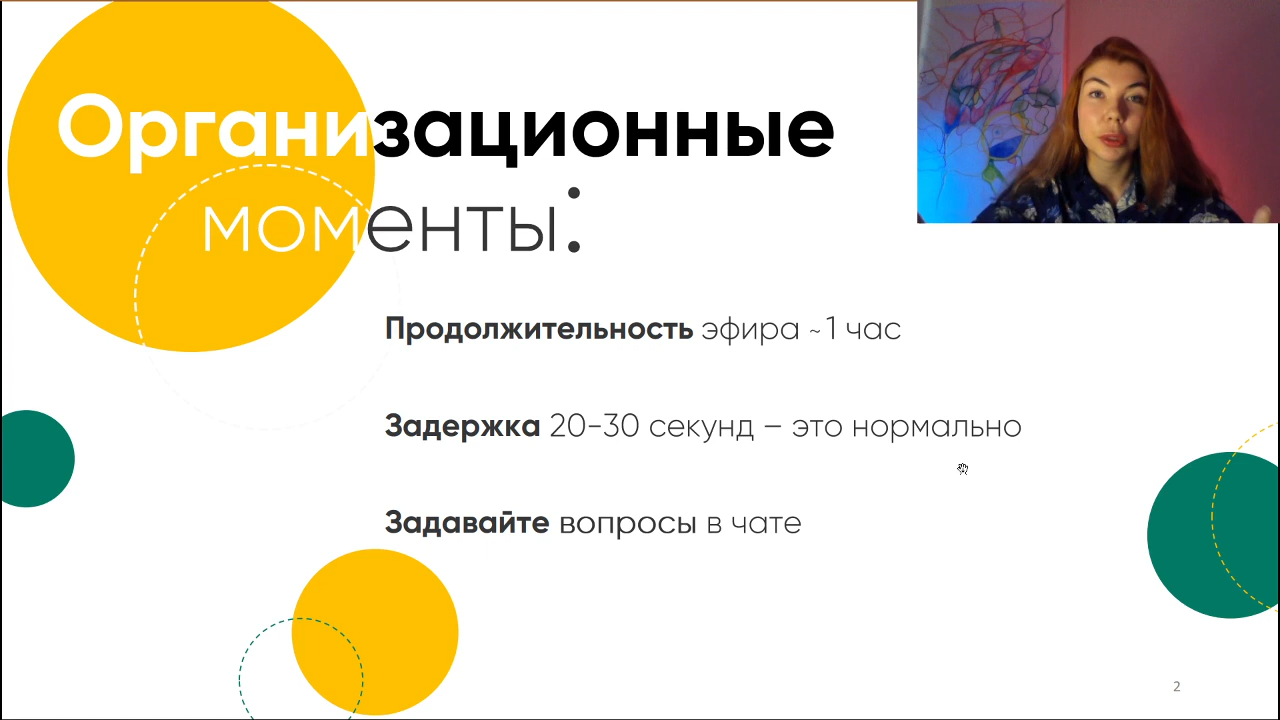 Организационные
моменты:
Продолжительность эфира ~1 час
Задержка 20-30 секунд – это нормально
Задавайте вопросы в чате
2